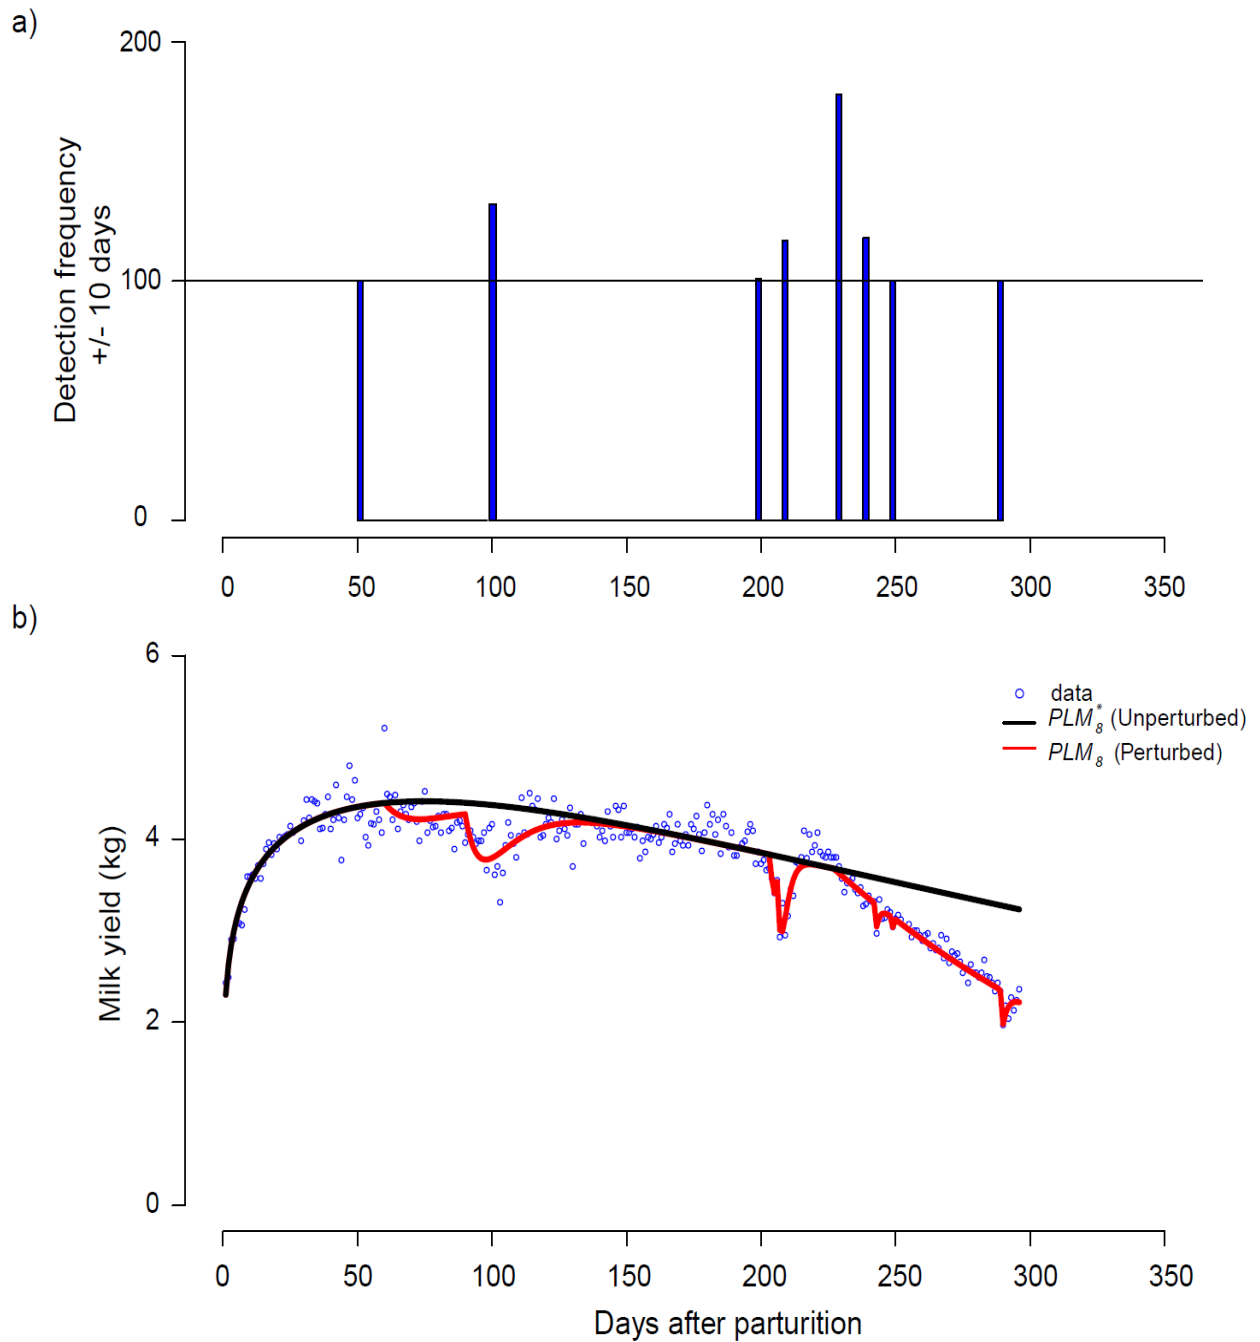 a)
200
100
0
Detection frequency
+/- 10 days
0 50 100 150 200 250 300 350
b)
6
4
2
0
Milk yield (kg)
data
PLM*8 (Unperturbed)
PLM8 (Perturbed)
0 50 100 150 200 250 300 350
Days after parturition